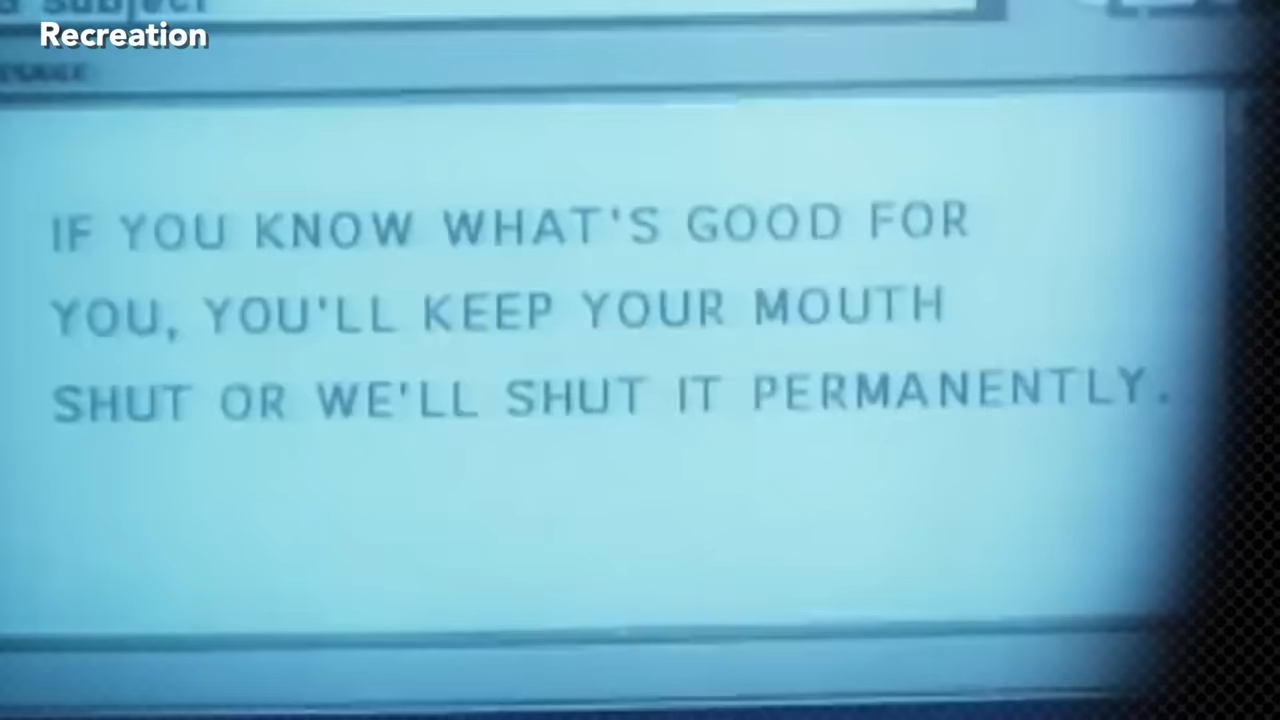 Subject
Recreation
IF YOU KNOW WHAT'S GOOD FOR
YOU, YOU'LL KEEP YOUR MOUTH
SHUT OR WE'LL SHUT IT PERMANENTLY.